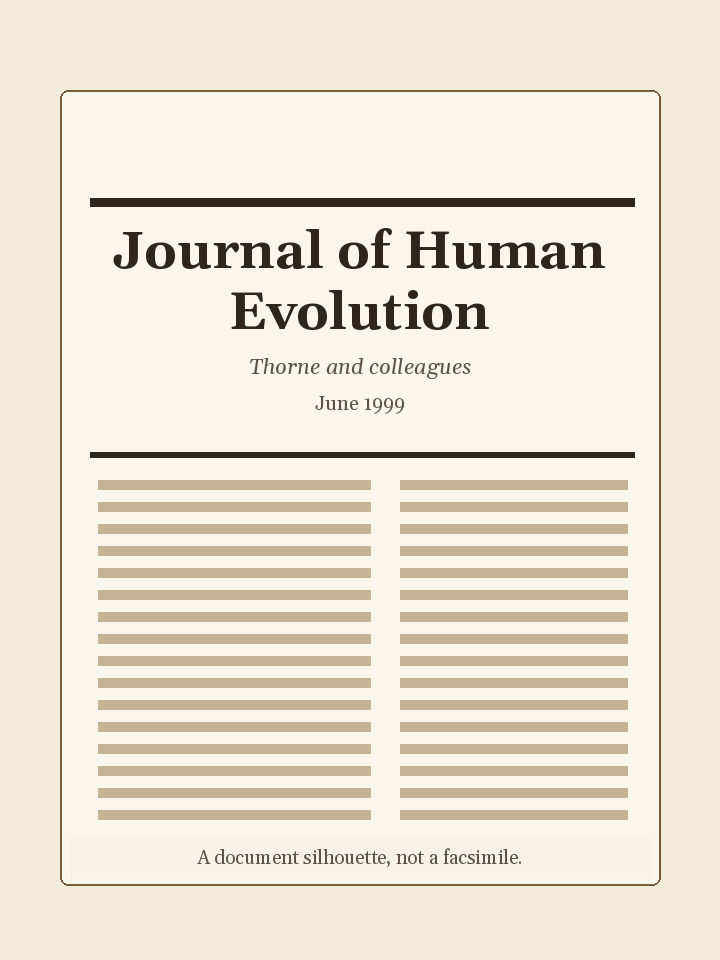 Journal of Human
Evolution
Thorne and colleagues
June 1999
A document silhouette, not a facsimile.